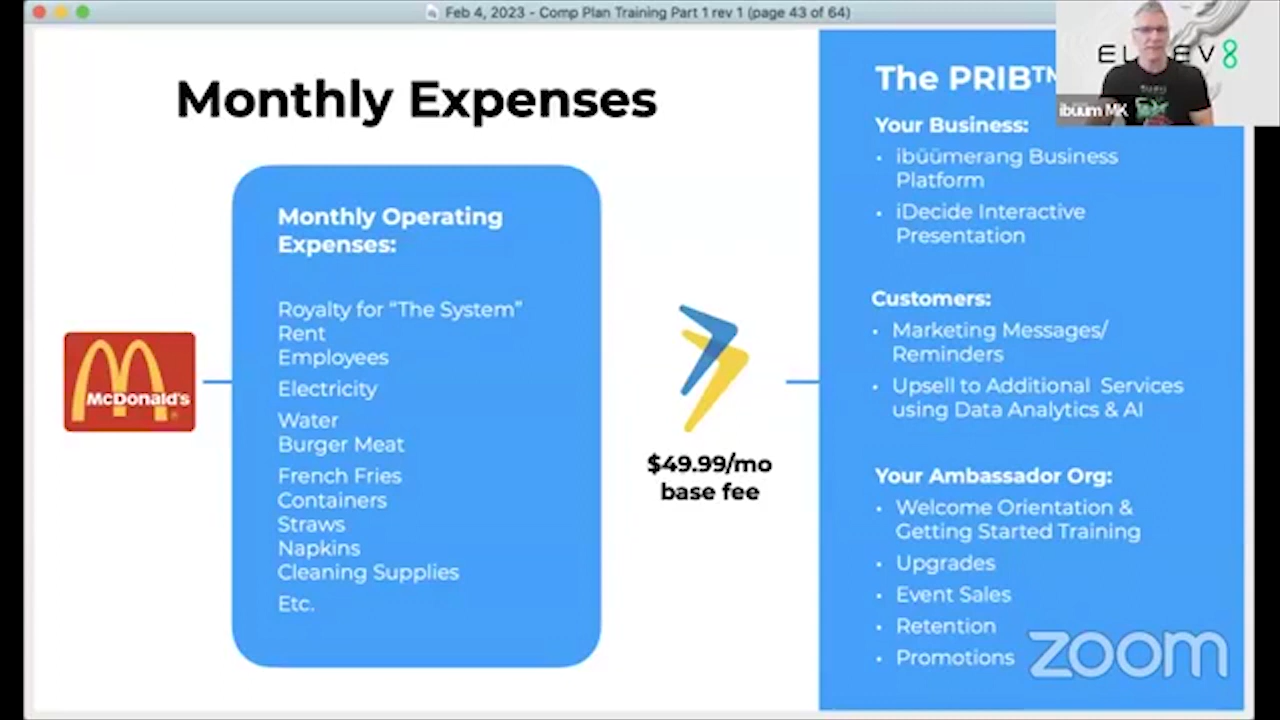 Feb 4, 2023 - Comp Plan Training Part 1 rev 1 (page 43 of 64)
Monthly Expenses
McDonald's
Monthly Operating
Expenses:
Royalty for “The System”
Rent
Employees
Electricity
Water
Burger Meat
French Fries
Containers
Straws
Napkins
Cleaning Supplies
Etc.
$49.99/mo
base fee
The PRIB™
Your Business:
• ibüümerang Business
Platform
• iDecide Interactive
Presentation
Customers:
• Marketing Messages/
Reminders
• Upsell to Additional Services
using Data Analytics & AI
Your Ambassador Org:
• Welcome Orientation &
Getting Started Training
• Upgrades
• Event Sales
• Retention
• Promotions
ibüüm MK
zoom